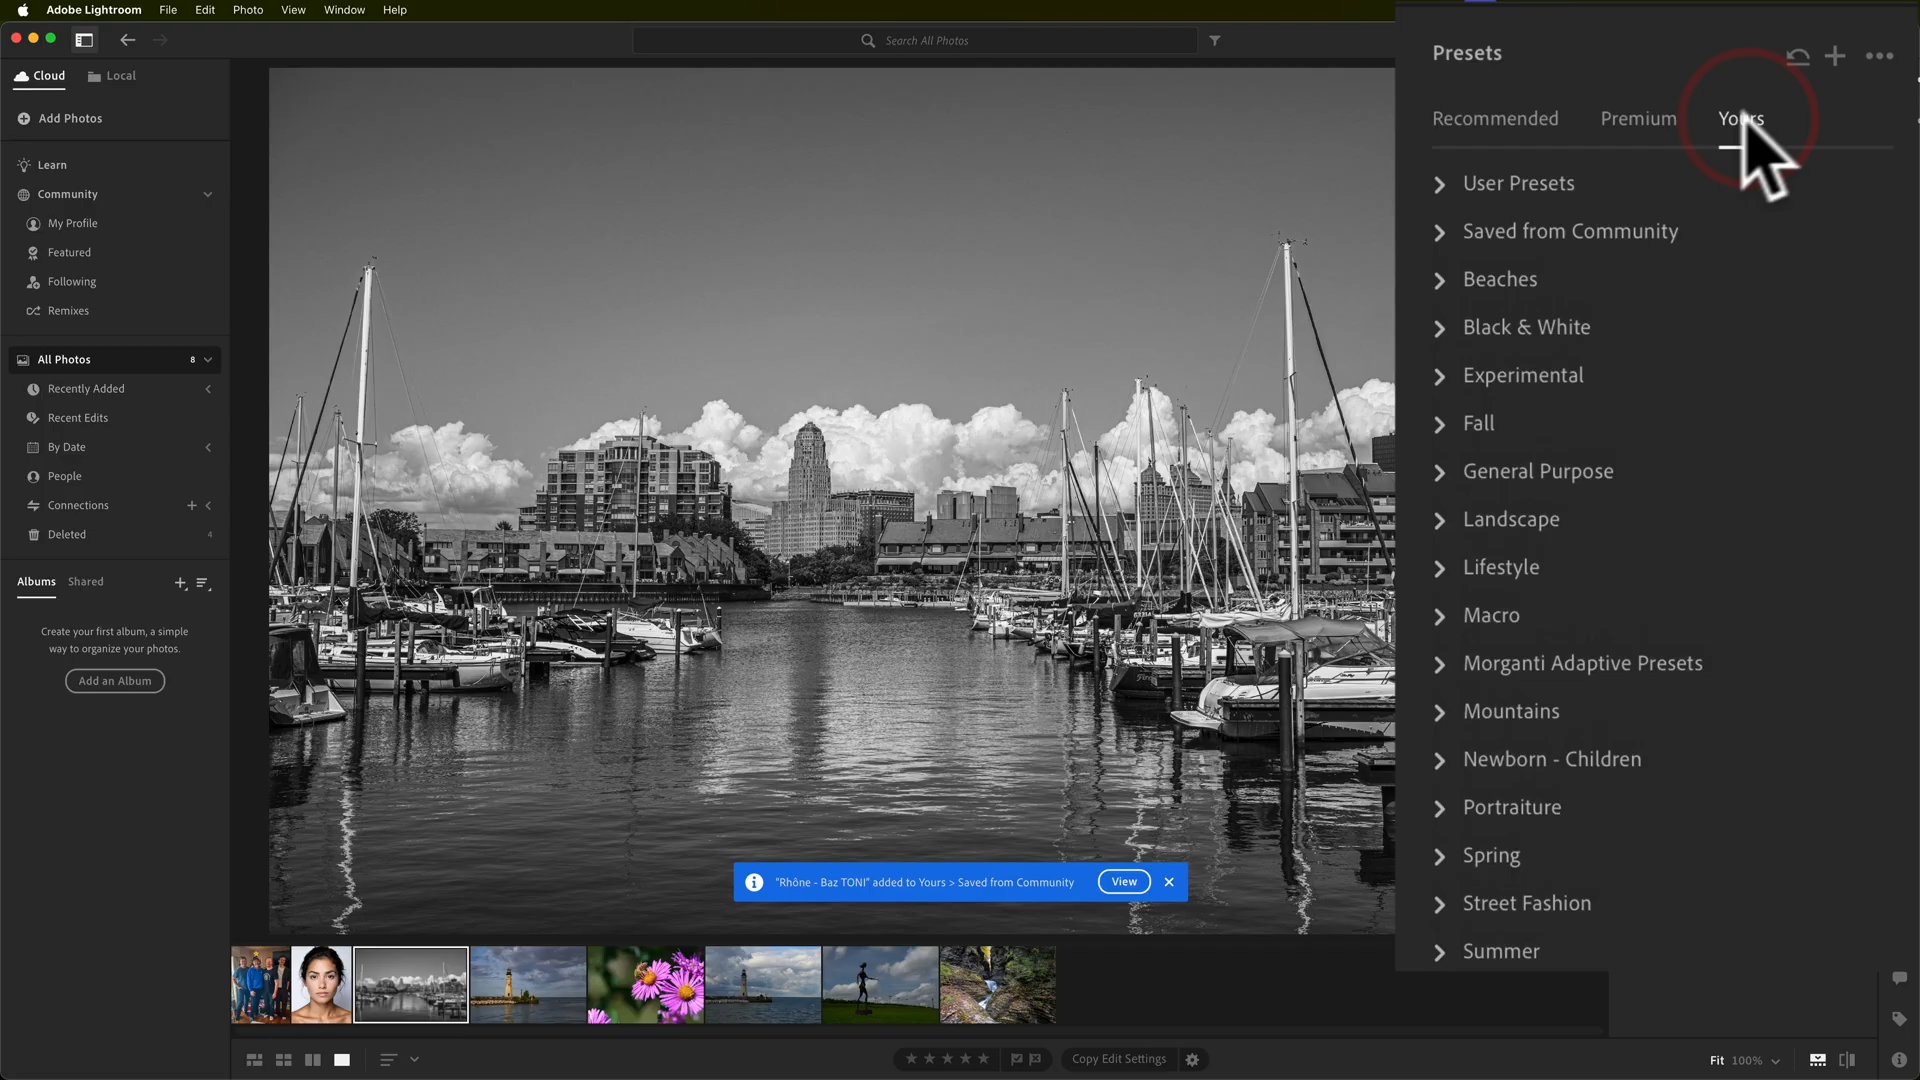 Adobe Lightroom File Edit Photo View Window Help
Search All Photos
Cloud Local
Add Photos
Learn
Community
My Profile
Featured
Following
Remixes
All Photos 8
Recently Added
Recent Edits
By Date
People
Connections
Deleted 4
Albums Shared
Create your first album, a simple
way to organize your photos.
Add an Album
"Rhône - Baz TONI" added to Yours > Saved from Community View
Copy Edit Settings
Fit 100%
Presets
Recommended Premium Yours
User Presets
Saved from Community
Beaches
Black & White
Experimental
Fall
General Purpose
Landscape
Lifestyle
Macro
Morganti Adaptive Presets
Mountains
Newborn - Children
Portraiture
Spring
Street Fashion
Summer